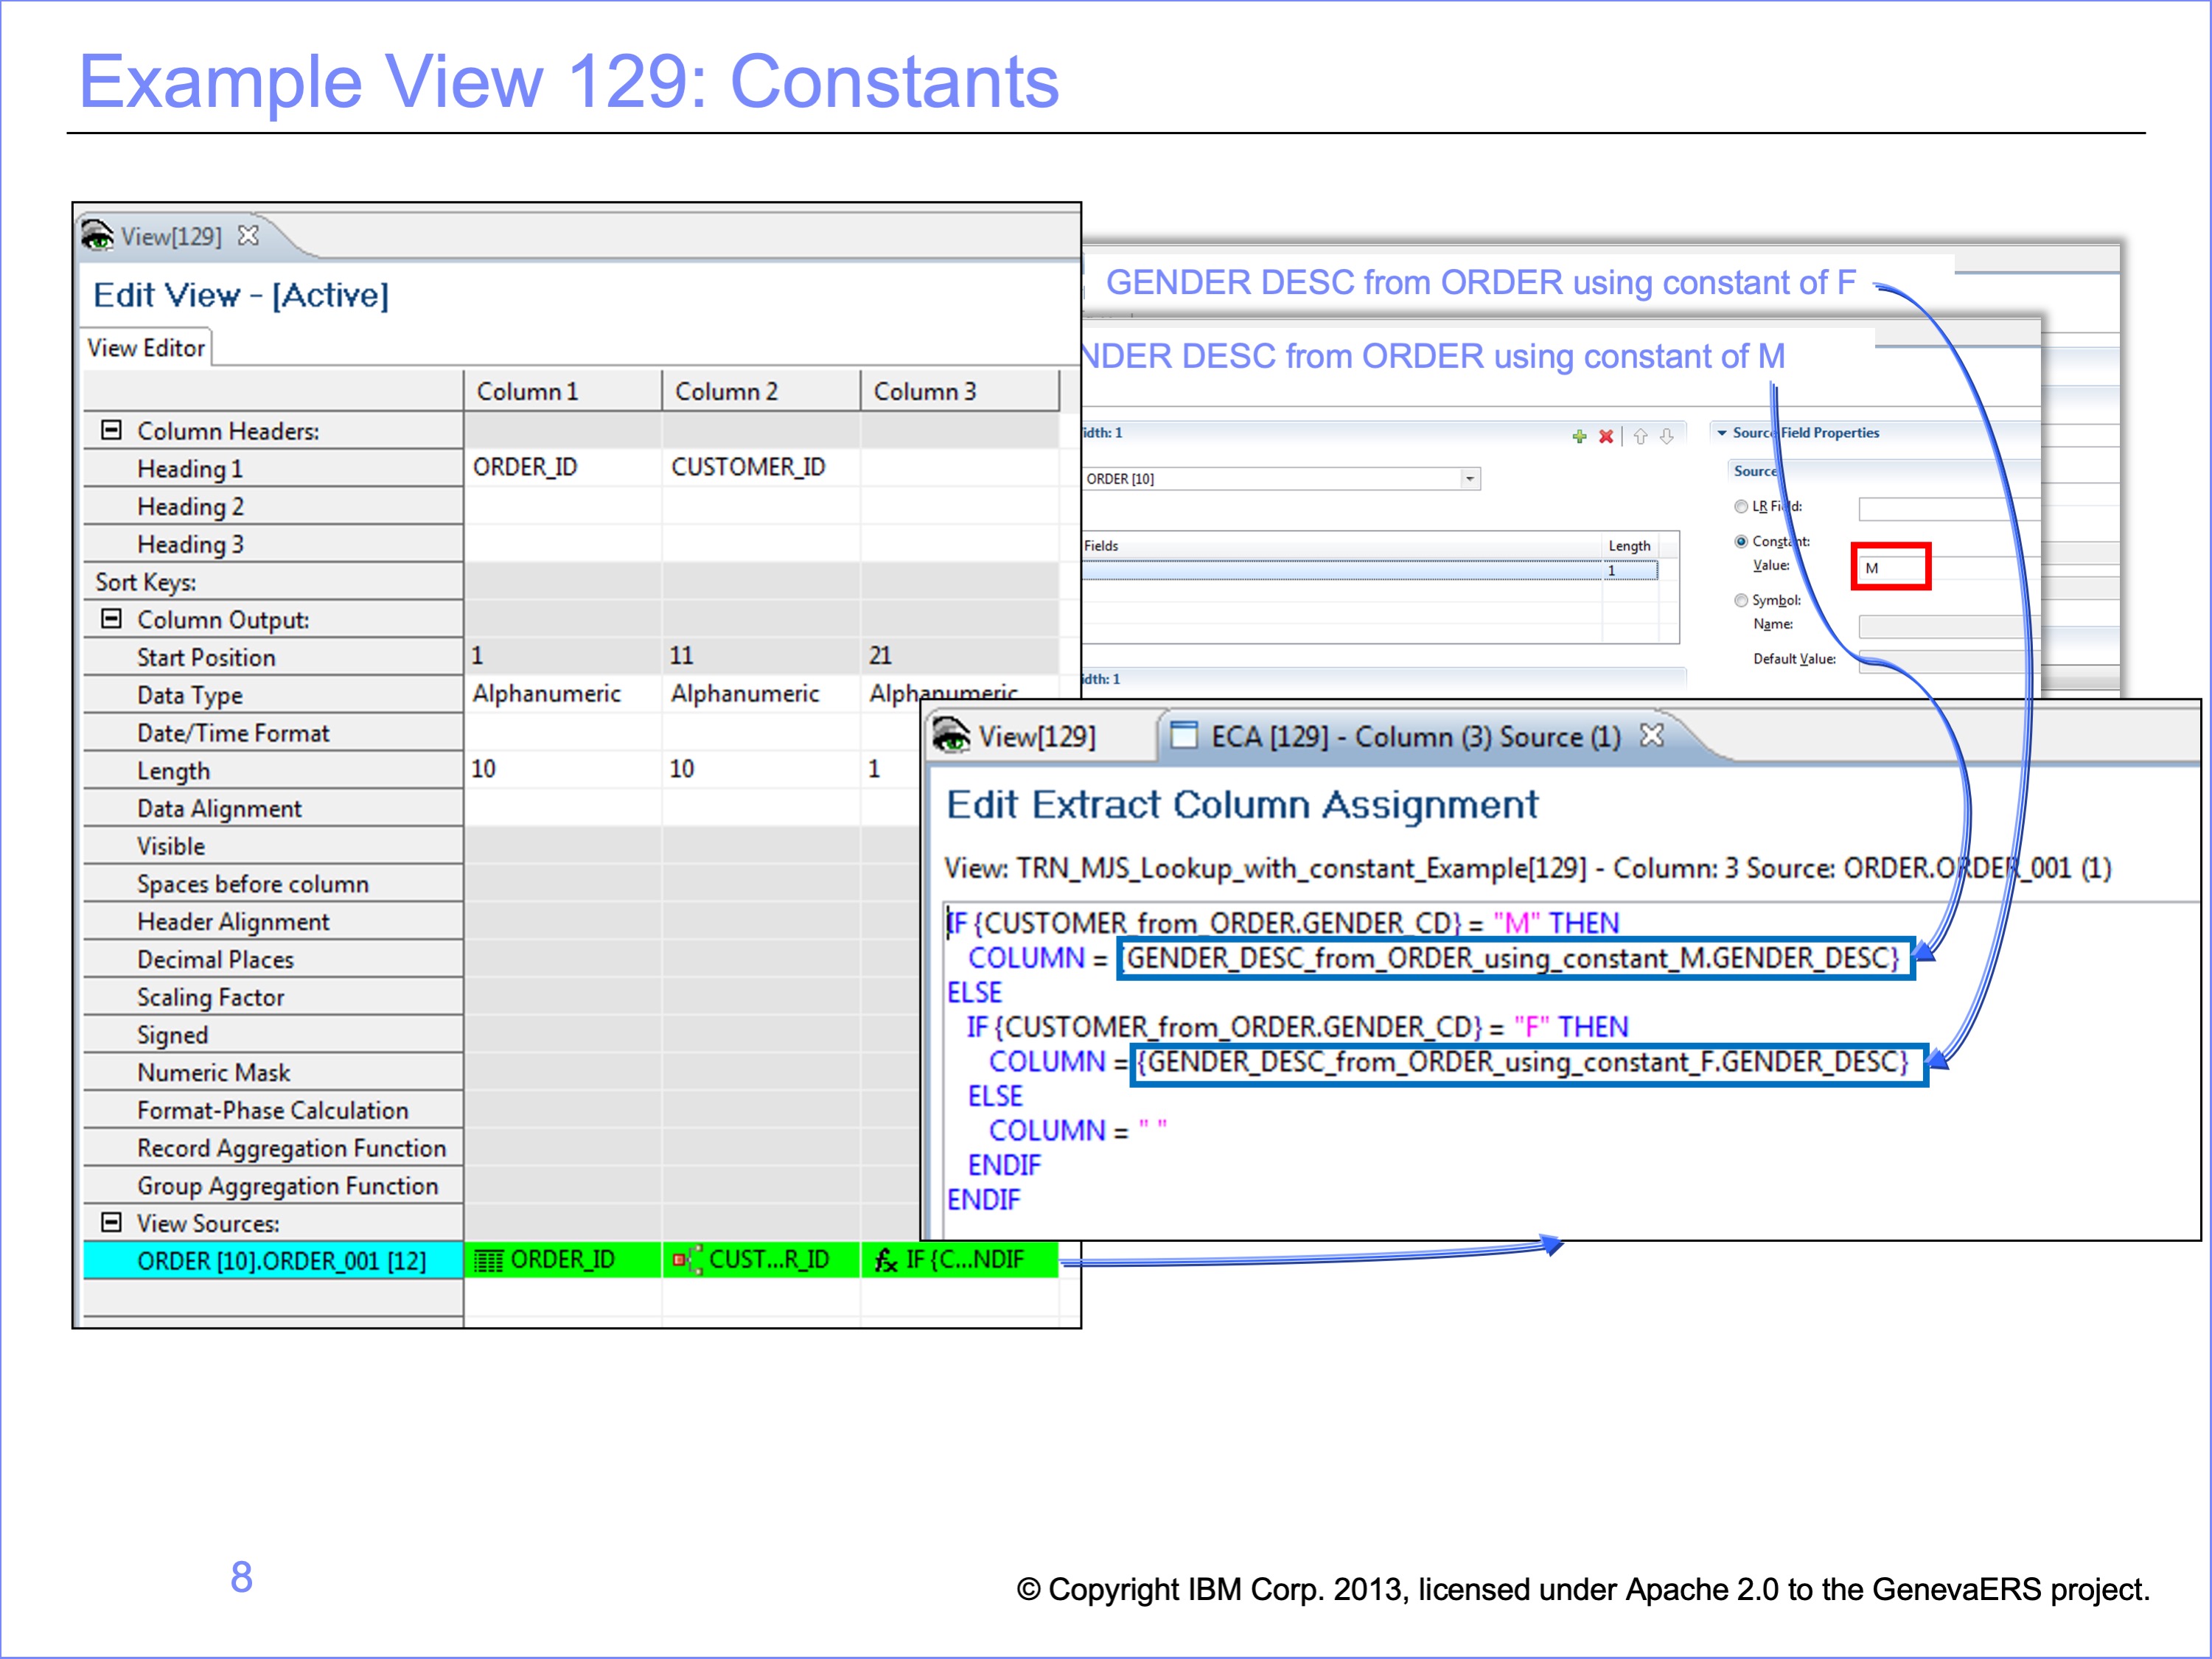 Example View 129: Constants
View[129]
Edit View - [Active]
View Editor
Column 1 Column 2 Column 3
Column Headers:
Heading 1 ORDER_ID CUSTOMER_ID
Heading 2
Heading 3
Sort Keys:
Column Output:
Start Position 1 11 21
Data Type Alphanumeric Alphanumeric Alphanumeric
Date/Time Format
Length 10 10 1
Data Alignment
Visible
Spaces before column
Header Alignment
Decimal Places
Scaling Factor
Signed
Numeric Mask
Format-Phase Calculation
Record Aggregation Function
Group Aggregation Function
View Sources:
ORDER [10].ORDER_001 [12] ORDER_ID CUST...R_ID fx IF {C...NDIF
GENDER DESC from ORDER using constant of F
NDER DESC from ORDER using constant of M
idth: 1
ORDER [10]
Fields Length
1
idth: 1
Source Field Properties
Source
LR Field:
Constant:
Value: M
Symbol:
Name:
Default Value:
View[129] ECA [129] - Column (3) Source (1)
Edit Extract Column Assignment
View: TRN_MJS_Lookup_with_constant_Example[129] - Column: 3 Source: ORDER.ORDER_001 (1)
IF {CUSTOMER_from_ORDER.GENDER_CD} = "M" THEN
COLUMN = {GENDER_DESC_from_ORDER_using_constant_M.GENDER_DESC}
ELSE
IF {CUSTOMER_from_ORDER.GENDER_CD} = "F" THEN
COLUMN = {GENDER_DESC_from_ORDER_using_constant_F.GENDER_DESC}
ELSE
COLUMN = " "
ENDIF
ENDIF
8
© Copyright IBM Corp. 2013, licensed under Apache 2.0 to the GenevaERS project.